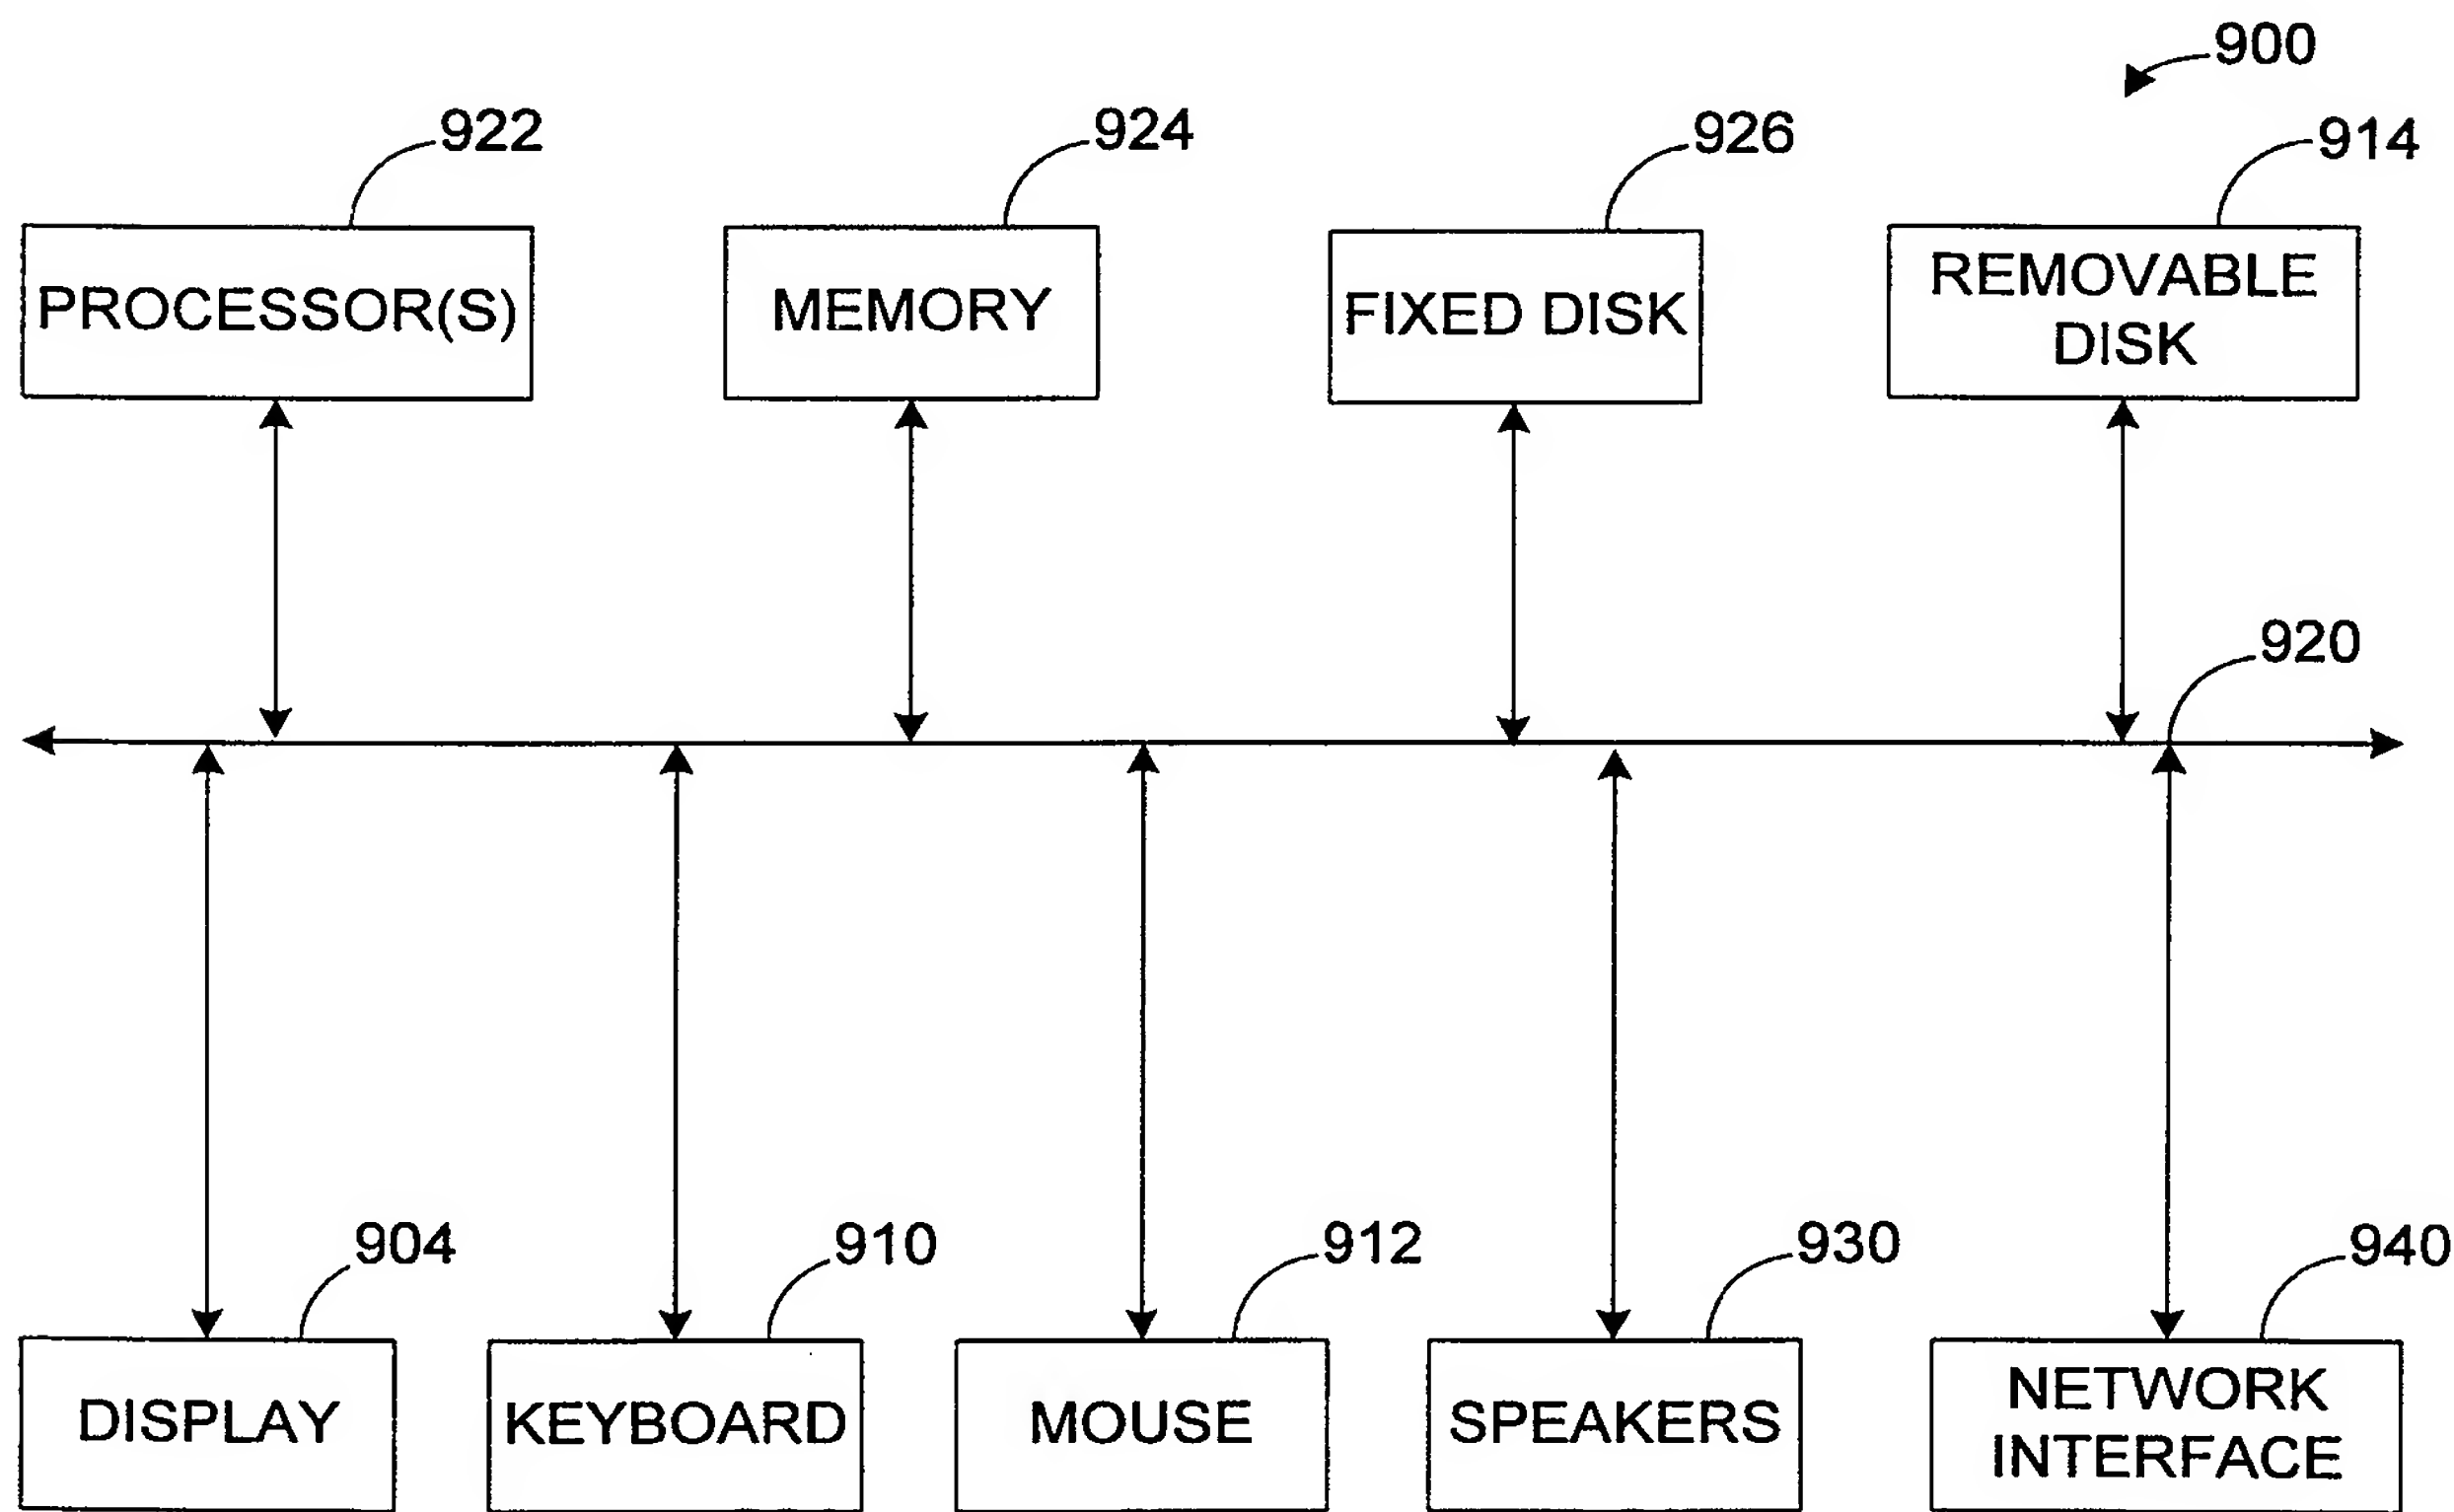 900
922
924
926
914
PROCESSOR(S)
MEMORY
FIXED DISK
REMOVABLE
DISK
920
904
910
912
930
940
DISPLAY
KEYBOARD
MOUSE
SPEAKERS
NETWORK
INTERFACE